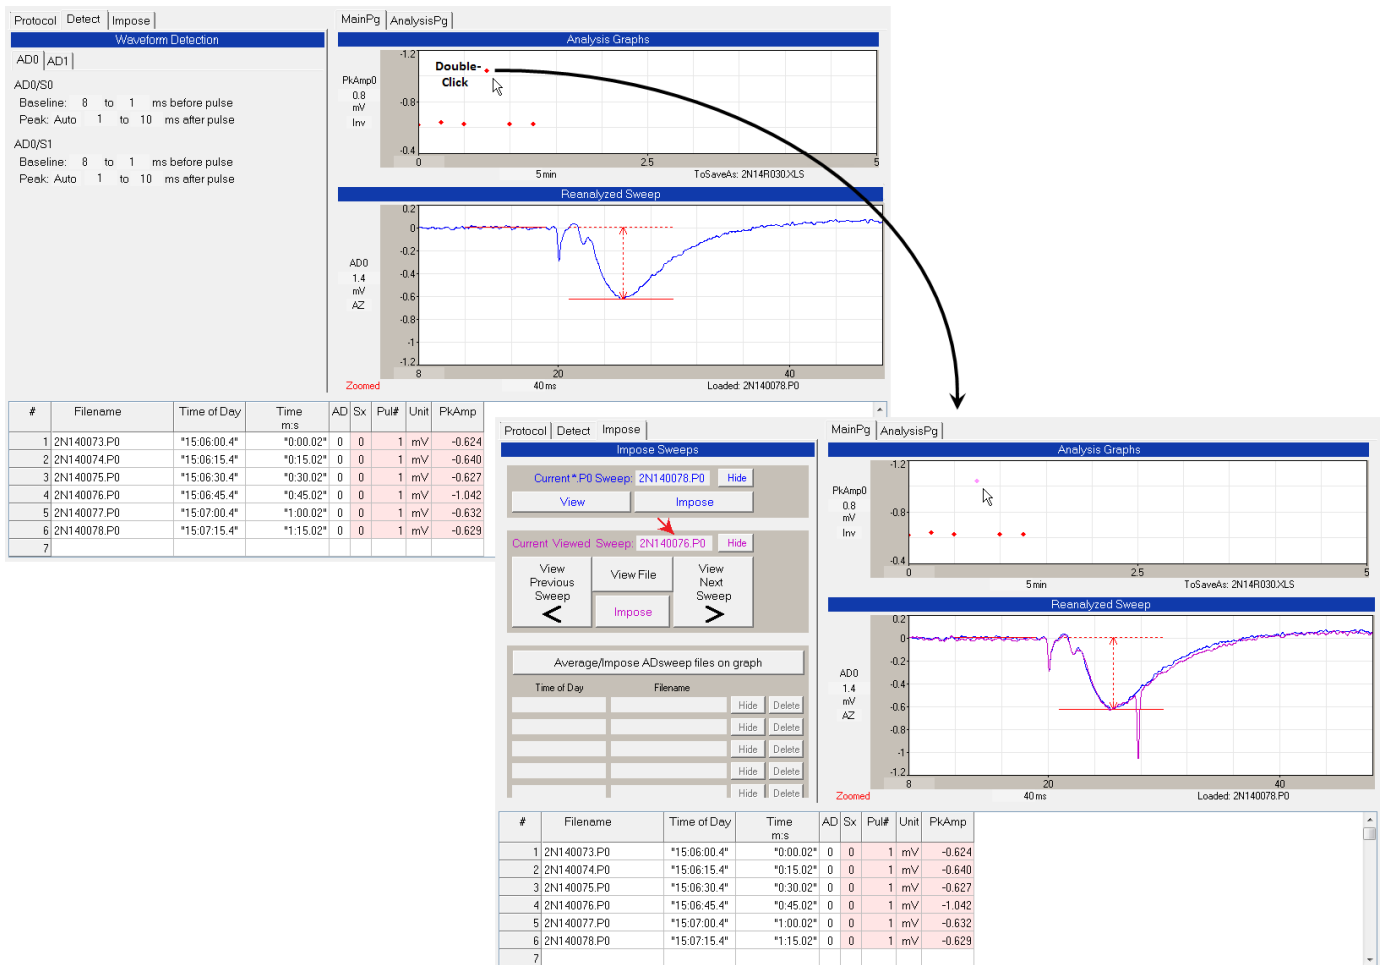 Protocol Detect Impose
Waveform Detection
AD0 AD1
AD0/S0
Baseline: 8 to 1 ms before pulse
Peak: Auto 1 to 10 ms after pulse
AD0/S1
Baseline: 8 to 1 ms before pulse
Peak: Auto 1 to 10 ms after pulse
MainPg AnalysisPg
Analysis Graphs
-1.2
Double-
Click
PkAmp0
0.8
mV
Inv
-0.8
-0.4
0 2.5 5
5 min ToSaveAs: 2N14R030.XLS
Reanalyzed Sweep
0.2
0
-0.2
-0.4
-0.6
-0.8
-1
-1.2
AD0
1.4
mV
AZ
8 20 40
Zoomed 40 ms Loaded: 2N140078.P0
# Filename Time of Day Time m:s AD Sx Pul# Unit PkAmp
1 2N140073.P0 "15:06:00.4" "0:00.02" 0 0 1 mV -0.624
2 2N140074.P0 "15:06:15.4" "0:15.02" 0 0 1 mV -0.640
3 2N140075.P0 "15:06:30.4" "0:30.02" 0 0 1 mV -0.627
4 2N140076.P0 "15:06:45.4" "0:45.02" 0 0 1 mV -1.042
5 2N140077.P0 "15:07:00.4" "1:00.02" 0 0 1 mV -0.632
6 2N140078.P0 "15:07:15.4" "1:15.02" 0 0 1 mV -0.629
7
Protocol Detect Impose
Impose Sweeps
Current *.P0 Sweep: 2N140078.P0 Hide
View Impose
Current Viewed Sweep: 2N140076.P0 Hide
View Previous Sweep <
View File
Impose
View Next Sweep >
Average/Impose ADsweep files on graph
Time of Day Filename
Hide Delete
Hide Delete
Hide Delete
Hide Delete
Hide Delete
MainPg AnalysisPg
Analysis Graphs
-1.2
PkAmp0
0.8
mV
Inv
-0.8
-0.4
0 2.5 5
5 min ToSaveAs: 2N14R030.XLS
Reanalyzed Sweep
0.2
0
-0.2
-0.4
-0.6
-0.8
-1
-1.2
AD0
1.4
mV
AZ
8 20 40
Zoomed 40 ms Loaded: 2N140078.P0
# Filename Time of Day Time m:s AD Sx Pul# Unit PkAmp
1 2N140073.P0 "15:06:00.4" "0:00.02" 0 0 1 mV -0.624
2 2N140074.P0 "15:06:15.4" "0:15.02" 0 0 1 mV -0.640
3 2N140075.P0 "15:06:30.4" "0:30.02" 0 0 1 mV -0.627
4 2N140076.P0 "15:06:45.4" "0:45.02" 0 0 1 mV -1.042
5 2N140077.P0 "15:07:00.4" "1:00.02" 0 0 1 mV -0.632
6 2N140078.P0 "15:07:15.4" "1:15.02" 0 0 1 mV -0.629
7